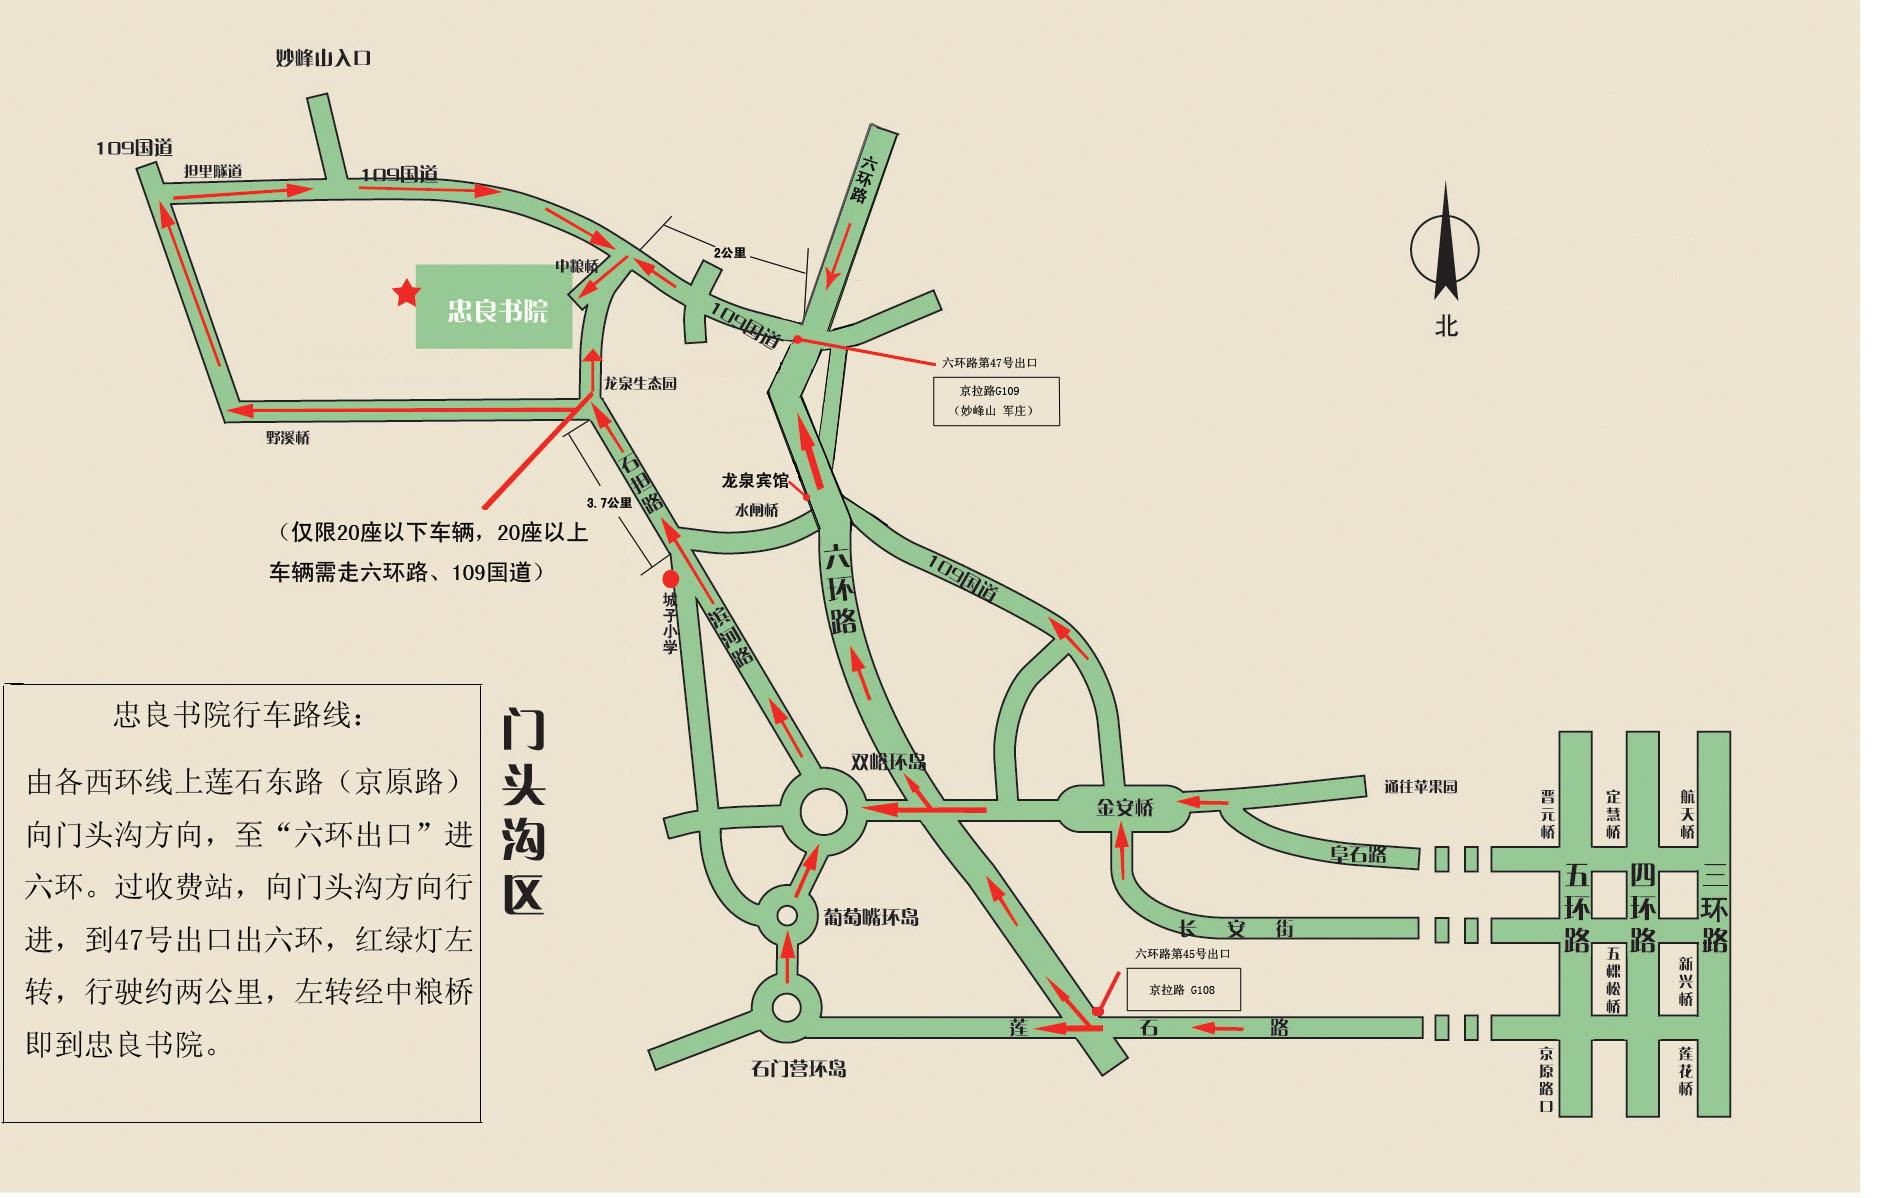 妙峰山入口
109国道
担里隧道
109国道
六环路
2公里
中粮桥
忠良书院
109国道
北
六环路第47号出口
京拉路G109
（妙峰山 军庄）
龙泉生态园
野溪桥
石担路
3.7公里
龙泉宾馆
水闸桥
（仅限20座以下车辆，20座以上
车辆需走六环路、109国道）
六环路
109国道
城子小学
滨河路
忠良书院行车路线：
由各西环线上莲石东路（京原路）
向门头沟方向，至“六环出口”进
六环。过收费站，向门头沟方向行
进，到47号出口出六环，红绿灯左
转，行驶约两公里，左转经中粮桥
即到忠良书院。
门头沟区
双峪环岛
金安桥
通往苹果园
阜石路
晋元桥
定慧桥
航天桥
五环路
四环路
三环路
葡萄嘴环岛
长安街
五棵松桥
新兴桥
六环路第45号出口
京拉路 G108
莲石路
石门营环岛
京原路口
莲花桥